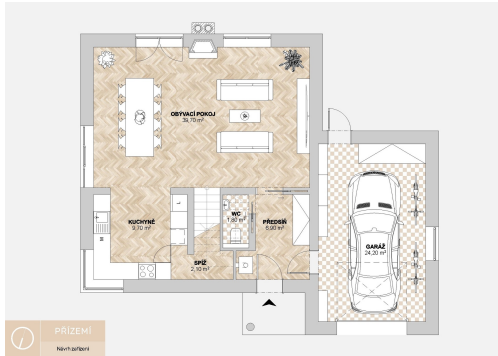 OBÝVACÍ POKOJ
39,70 m²
KUCHYNĚ
9,70 m²
WC
1,80 m²
PŘEDSÍŇ
6,90 m²
GARÁŽ
24,20 m²
SPÍŽ
2,10 m²
PŘÍZEMÍ
Návrh zařízení